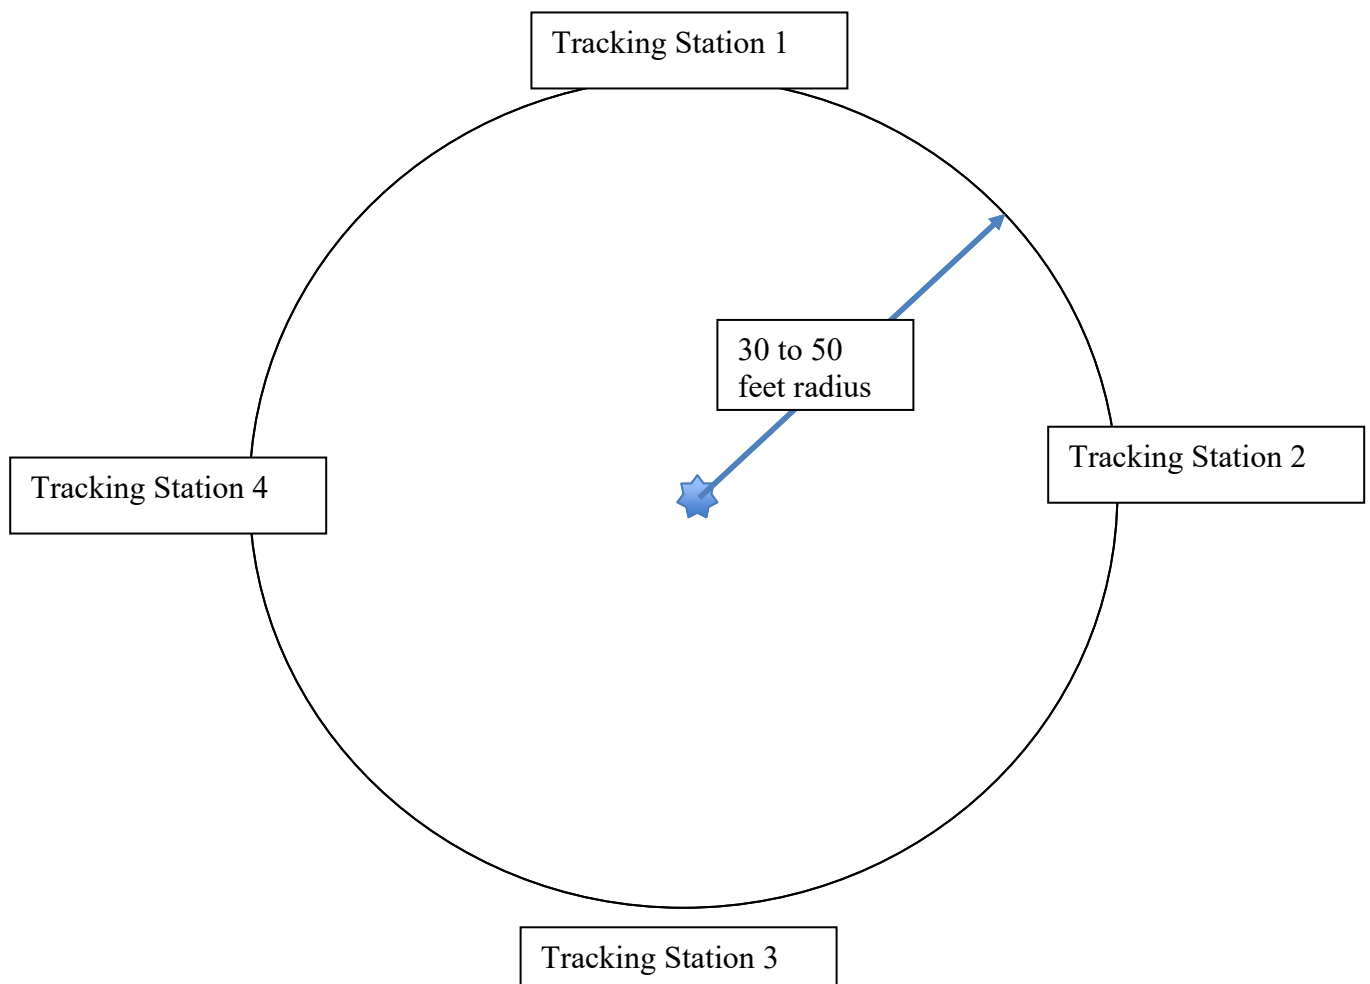 Tracking Station 1
30 to 50
feet radius
Tracking Station 2
Tracking Station 4
Tracking Station 3